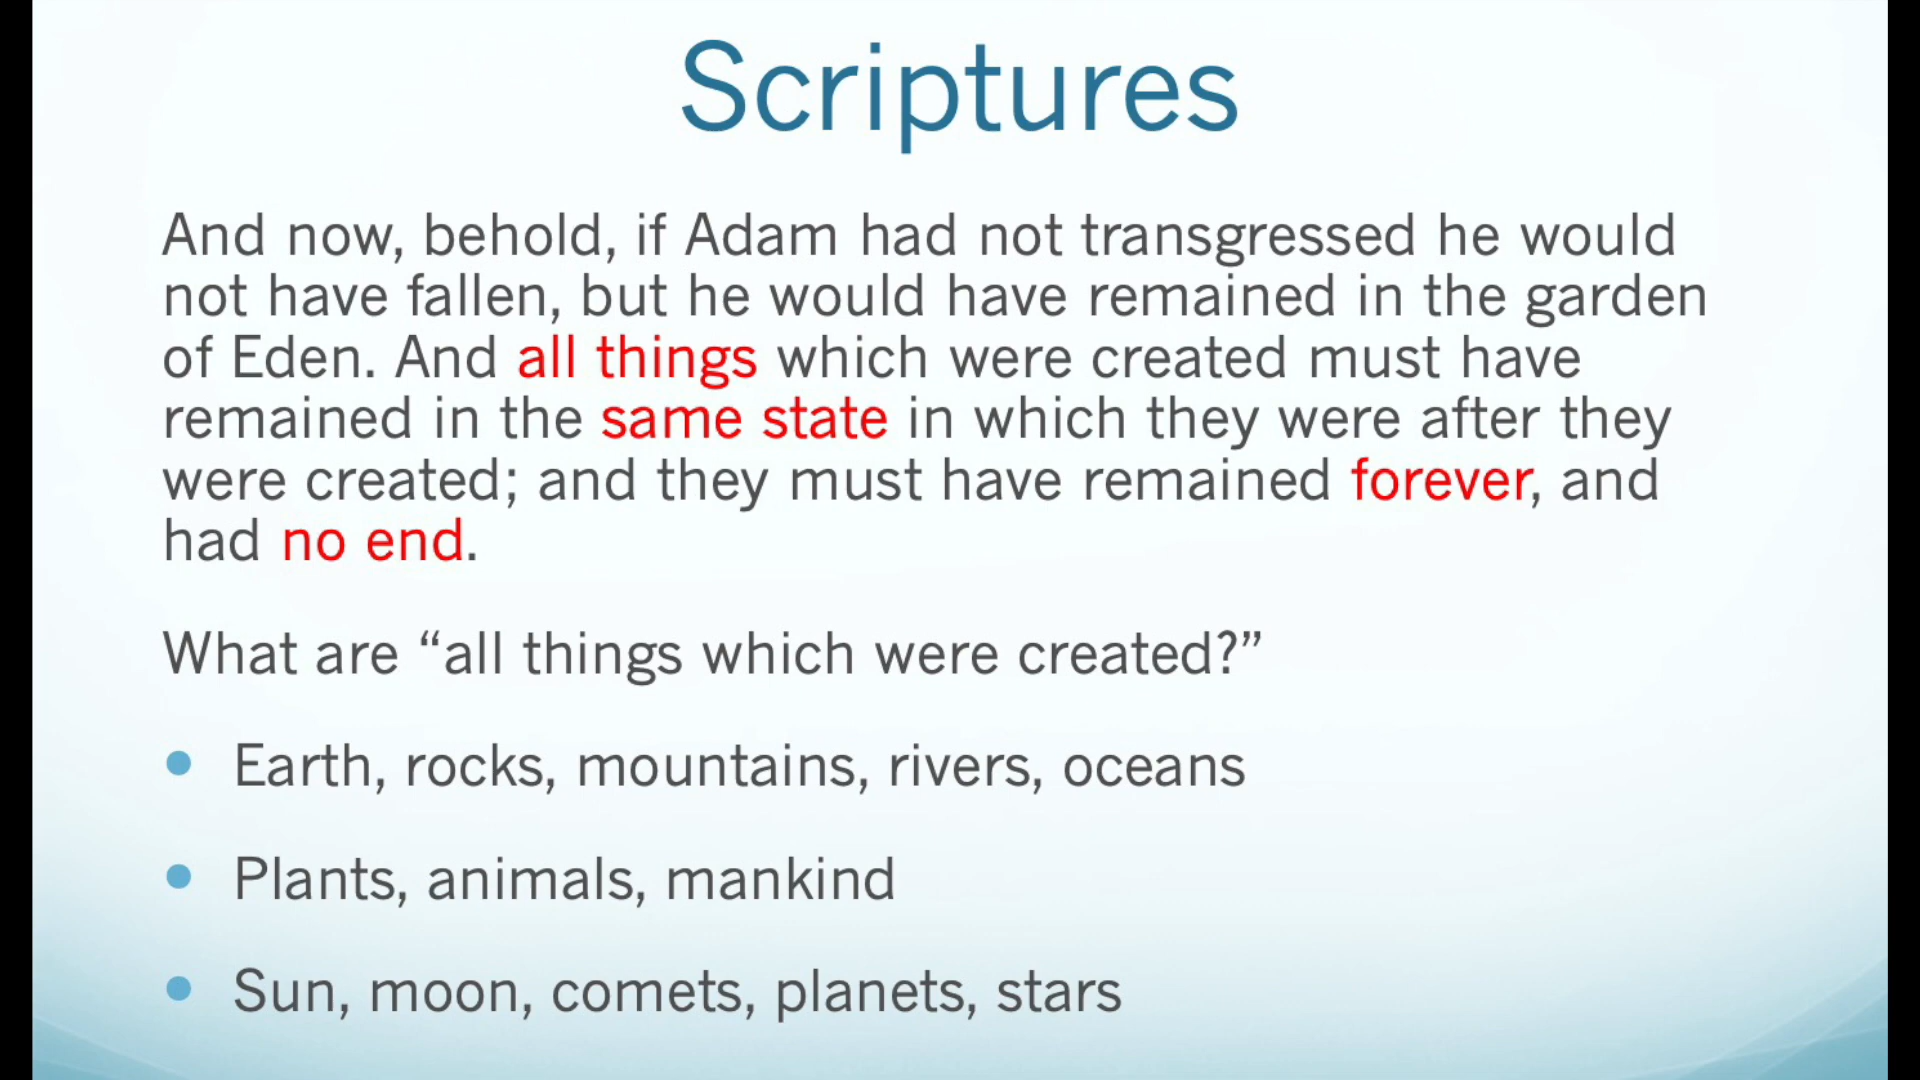 Scriptures
And now, behold, if Adam had not transgressed he would
not have fallen, but he would have remained in the garden
of Eden. And all things which were created must have
remained in the same state in which they were after they
were created; and they must have remained forever, and
had no end.
What are “all things which were created?”
• Earth, rocks, mountains, rivers, oceans
• Plants, animals, mankind
• Sun, moon, comets, planets, stars